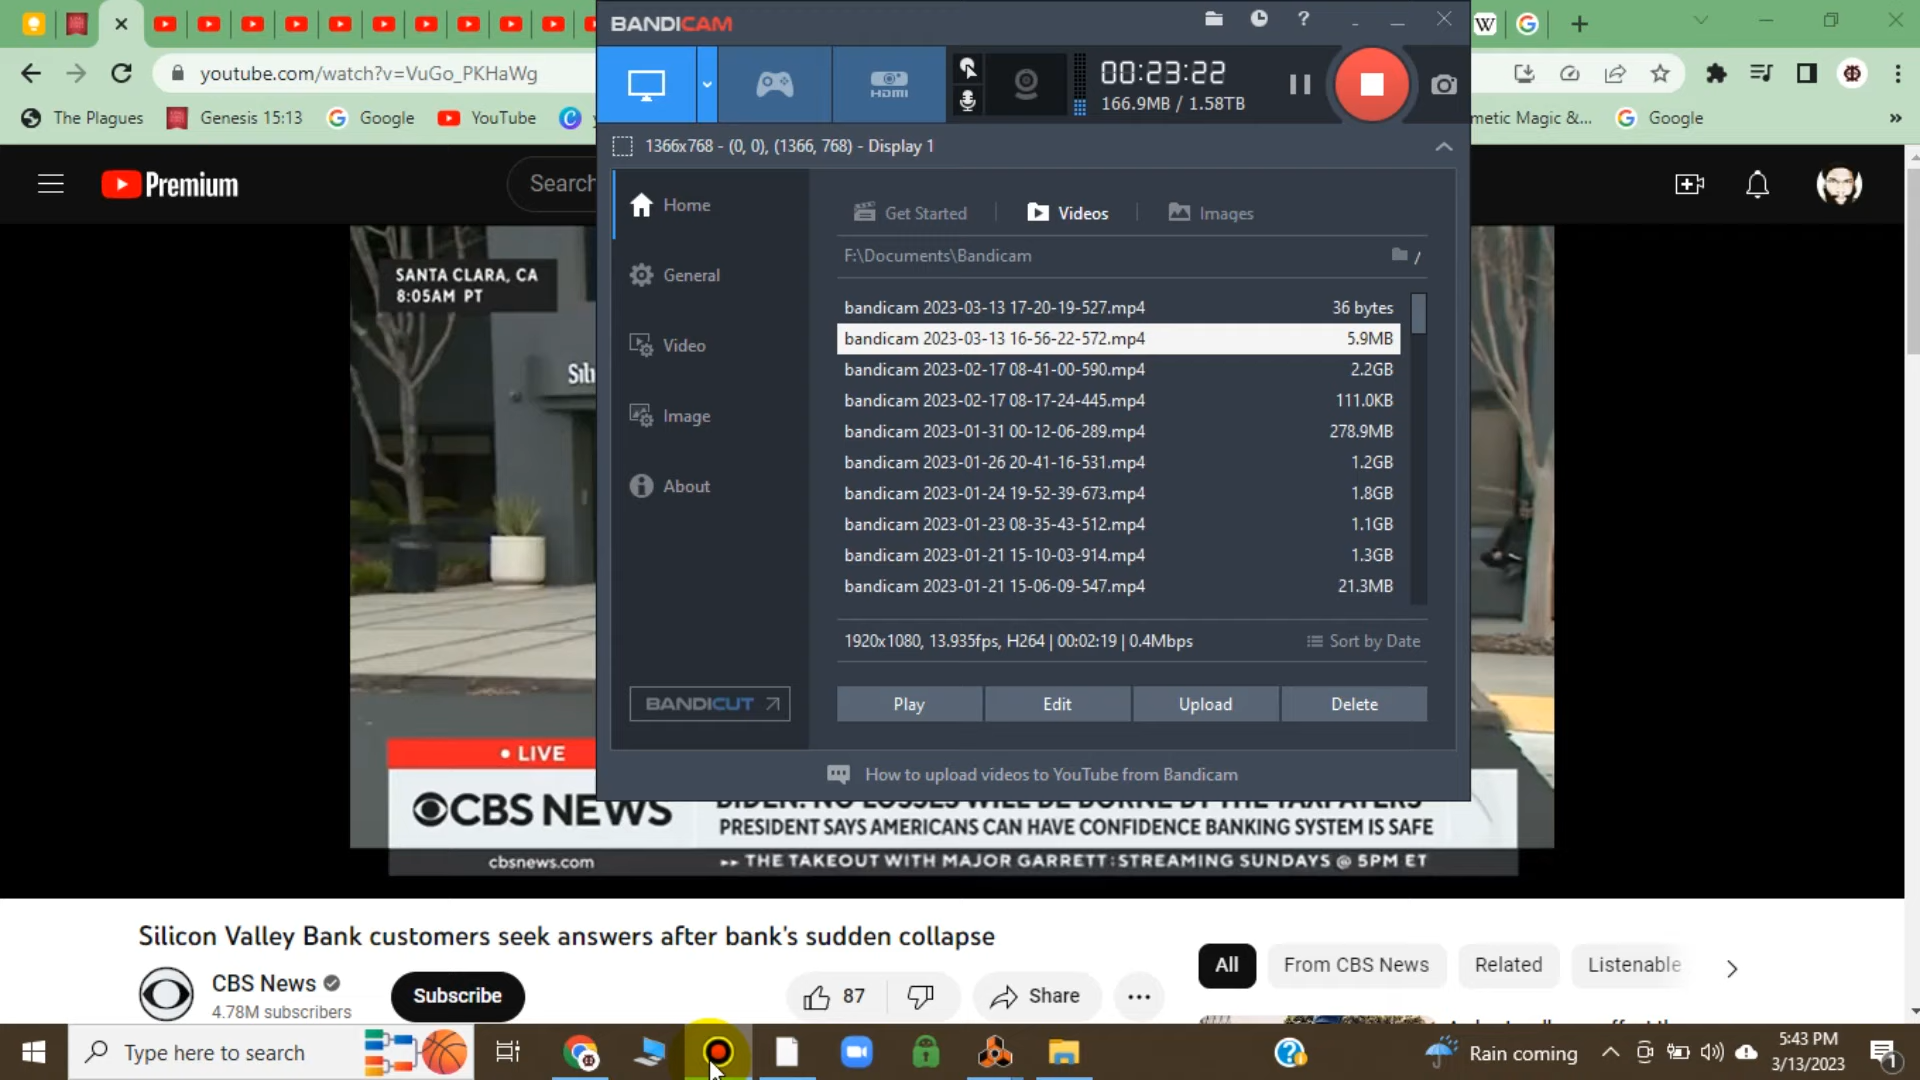 BANDICAM
youtube.com/watch?v=VuGo_PKHaWg
00:23:22
166.9MB / 1.58TB
The Plagues
Genesis 15:13
Google
YouTube
metic Magic &...
Google
»
1366x768 - (0, 0), (1366, 768) - Display 1
Premium
Search
Home
General
Video
Image
About
BANDICUT
Get Started
Videos
Images
F:\Documents\Bandicam
bandicam 2023-03-13 17-20-19-527.mp4 36 bytes
bandicam 2023-03-13 16-56-22-572.mp4 5.9MB
bandicam 2023-02-17 08-41-00-590.mp4 2.2GB
bandicam 2023-02-17 08-17-24-445.mp4 111.0KB
bandicam 2023-01-31 00-12-06-289.mp4 278.9MB
bandicam 2023-01-26 20-41-16-531.mp4 1.2GB
bandicam 2023-01-24 19-52-39-673.mp4 1.8GB
bandicam 2023-01-23 08-35-43-512.mp4 1.1GB
bandicam 2023-01-21 15-10-03-914.mp4 1.3GB
bandicam 2023-01-21 15-06-09-547.mp4 21.3MB
1920x1080, 13.935fps, H264 | 00:02:19 | 0.4Mbps
Sort by Date
Play
Edit
Upload
Delete
How to upload videos to YouTube from Bandicam
SANTA CLARA, CA
8:05AM PT
• LIVE
CBS NEWS
BIDEN: NO LOSSES WILL BE BORNE BY THE TAXPAYERS
PRESIDENT SAYS AMERICANS CAN HAVE CONFIDENCE BANKING SYSTEM IS SAFE
cbsnews.com
THE TAKEOUT WITH MAJOR GARRETT: STREAMING SUNDAYS @ 5PM ET
Silicon Valley Bank customers seek answers after bank's sudden collapse
CBS News
4.78M subscribers
Subscribe
87
Share
All
From CBS News
Related
Listenable
Type here to search
Rain coming
5:43 PM
3/13/2023
1